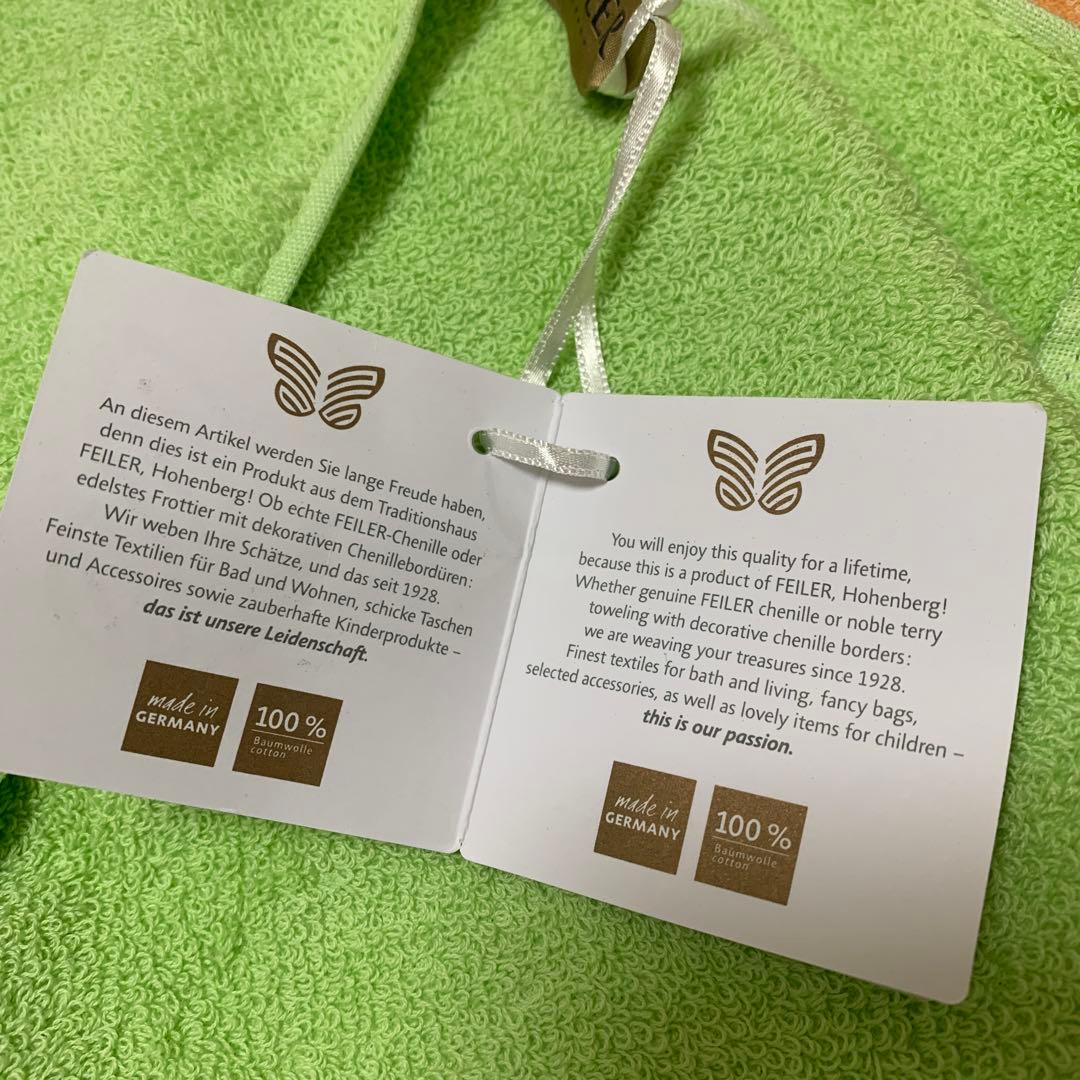 An diesem Artikel werden Sie lange Freude haben,
denn dies ist ein Produkt aus dem Traditionshaus
FEILER, Hohenberg! Ob echte FEILER-Chenille oder
edelstes Frottier mit dekorativen Chenillebordüren:
Wir weben Ihre Schätze, und das seit 1928.
Feinste Textilien für Bad und Wohnen, schicke Taschen
und Accessoires sowie zauberhafte Kinderprodukte –
das ist unsere Leidenschaft.
made in
GERMANY
100 %
Baumwolle
cotton
You will enjoy this quality for a lifetime,
because this is a product of FEILER, Hohenberg!
Whether genuine FEILER chenille or noble terry
toweling with decorative chenille borders:
we are weaving your treasures since 1928.
Finest textiles for bath and living, fancy bags,
selected accessories, as well as lovely items for children –
this is our passion.
made in
GERMANY
100 %
Baumwolle
cotton